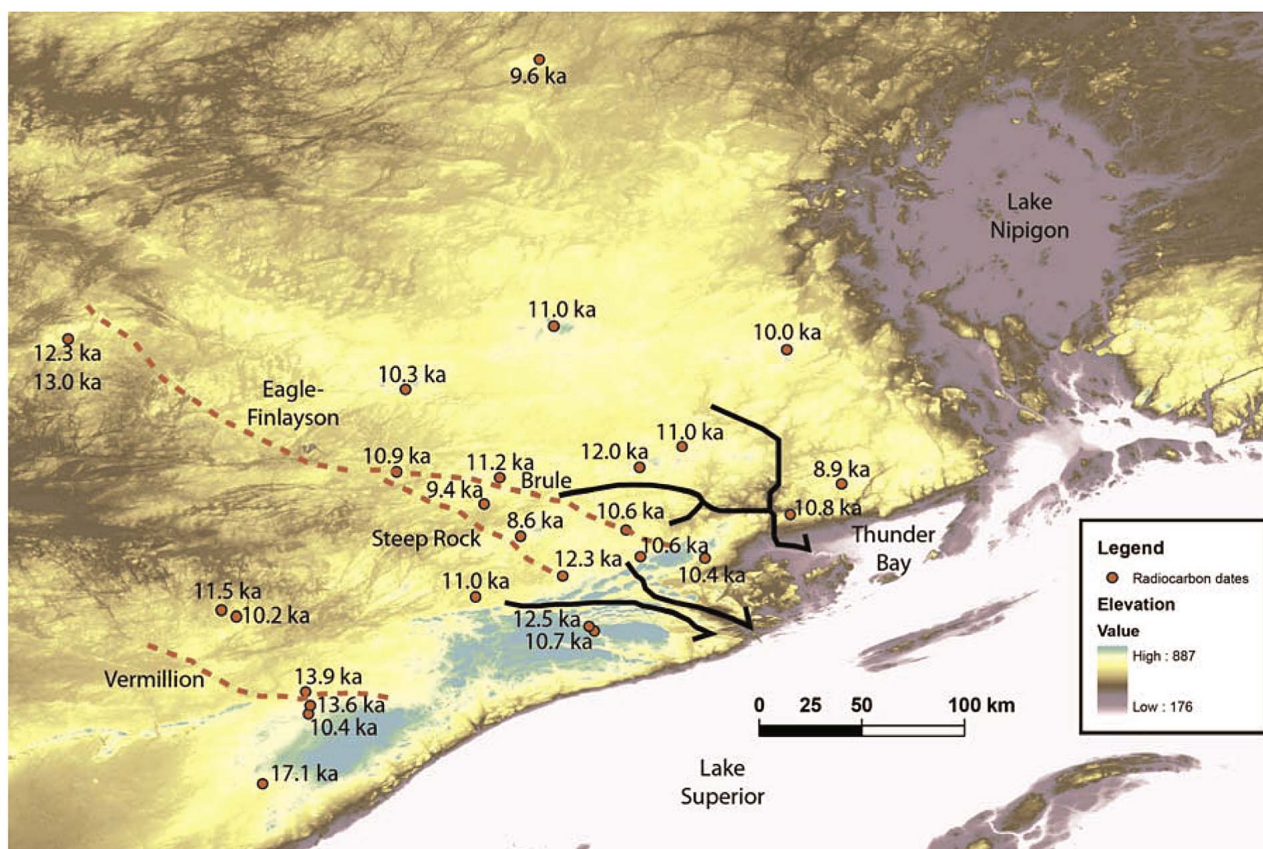 9.6 ka
Lake
Nipigon
11.0 ka
10.0 ka
12.3 ka
13.0 ka
10.3 ka
Eagle-
Finlayson
11.0 ka
12.0 ka
10.9 ka
11.2 ka
Brule
8.9 ka
9.4 ka
10.8 ka
10.6 ka
Steep Rock
8.6 ka
Thunder
Bay
10.6 ka
12.3 ka
10.4 ka
11.0 ka
11.5 ka
10.2 ka
12.5 ka
10.7 ka
Vermillion
13.9 ka
13.6 ka
10.4 ka
17.1 ka
Lake
Superior
0 25 50 100 km
Legend
Radiocarbon dates
Elevation
Value
High : 887
Low : 176